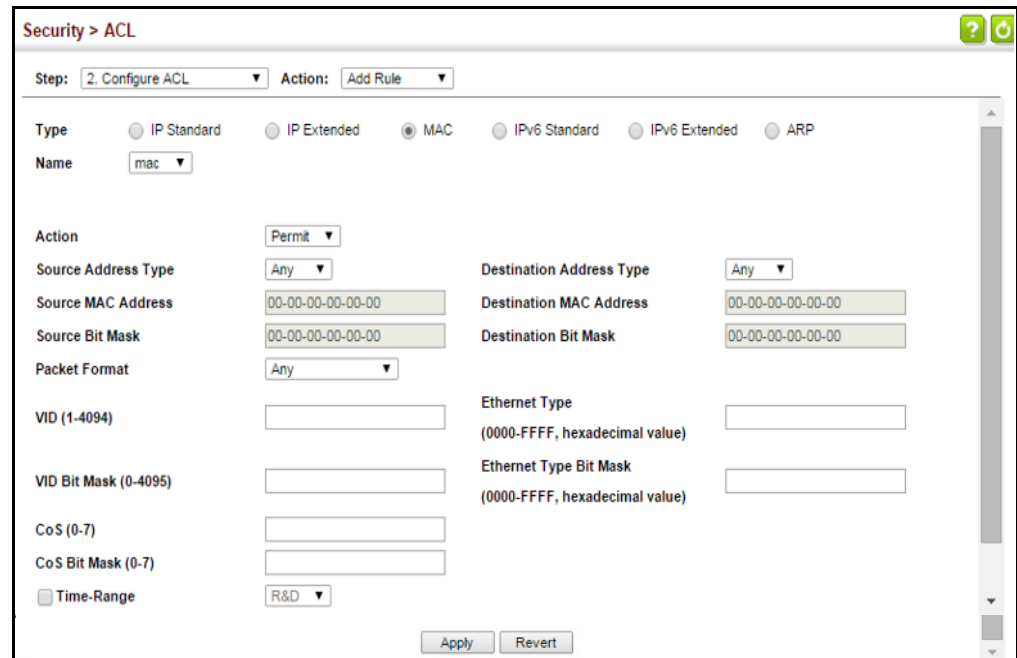 Security > ACL
?
Step: 2. Configure ACL Action: Add Rule
Type IP Standard IP Extended MAC IPv6 Standard IPv6 Extended ARP
Name mac
Action Permit
Source Address Type Any Destination Address Type Any
Source MAC Address 00-00-00-00-00-00 Destination MAC Address 00-00-00-00-00-00
Source Bit Mask 00-00-00-00-00-00 Destination Bit Mask 00-00-00-00-00-00
Packet Format Any
VID (1-4094) Ethernet Type
(0000-FFFF, hexadecimal value)
VID Bit Mask (0-4095) Ethernet Type Bit Mask
(0000-FFFF, hexadecimal value)
CoS (0-7)
CoS Bit Mask (0-7)
Time-Range R&D
Apply Revert